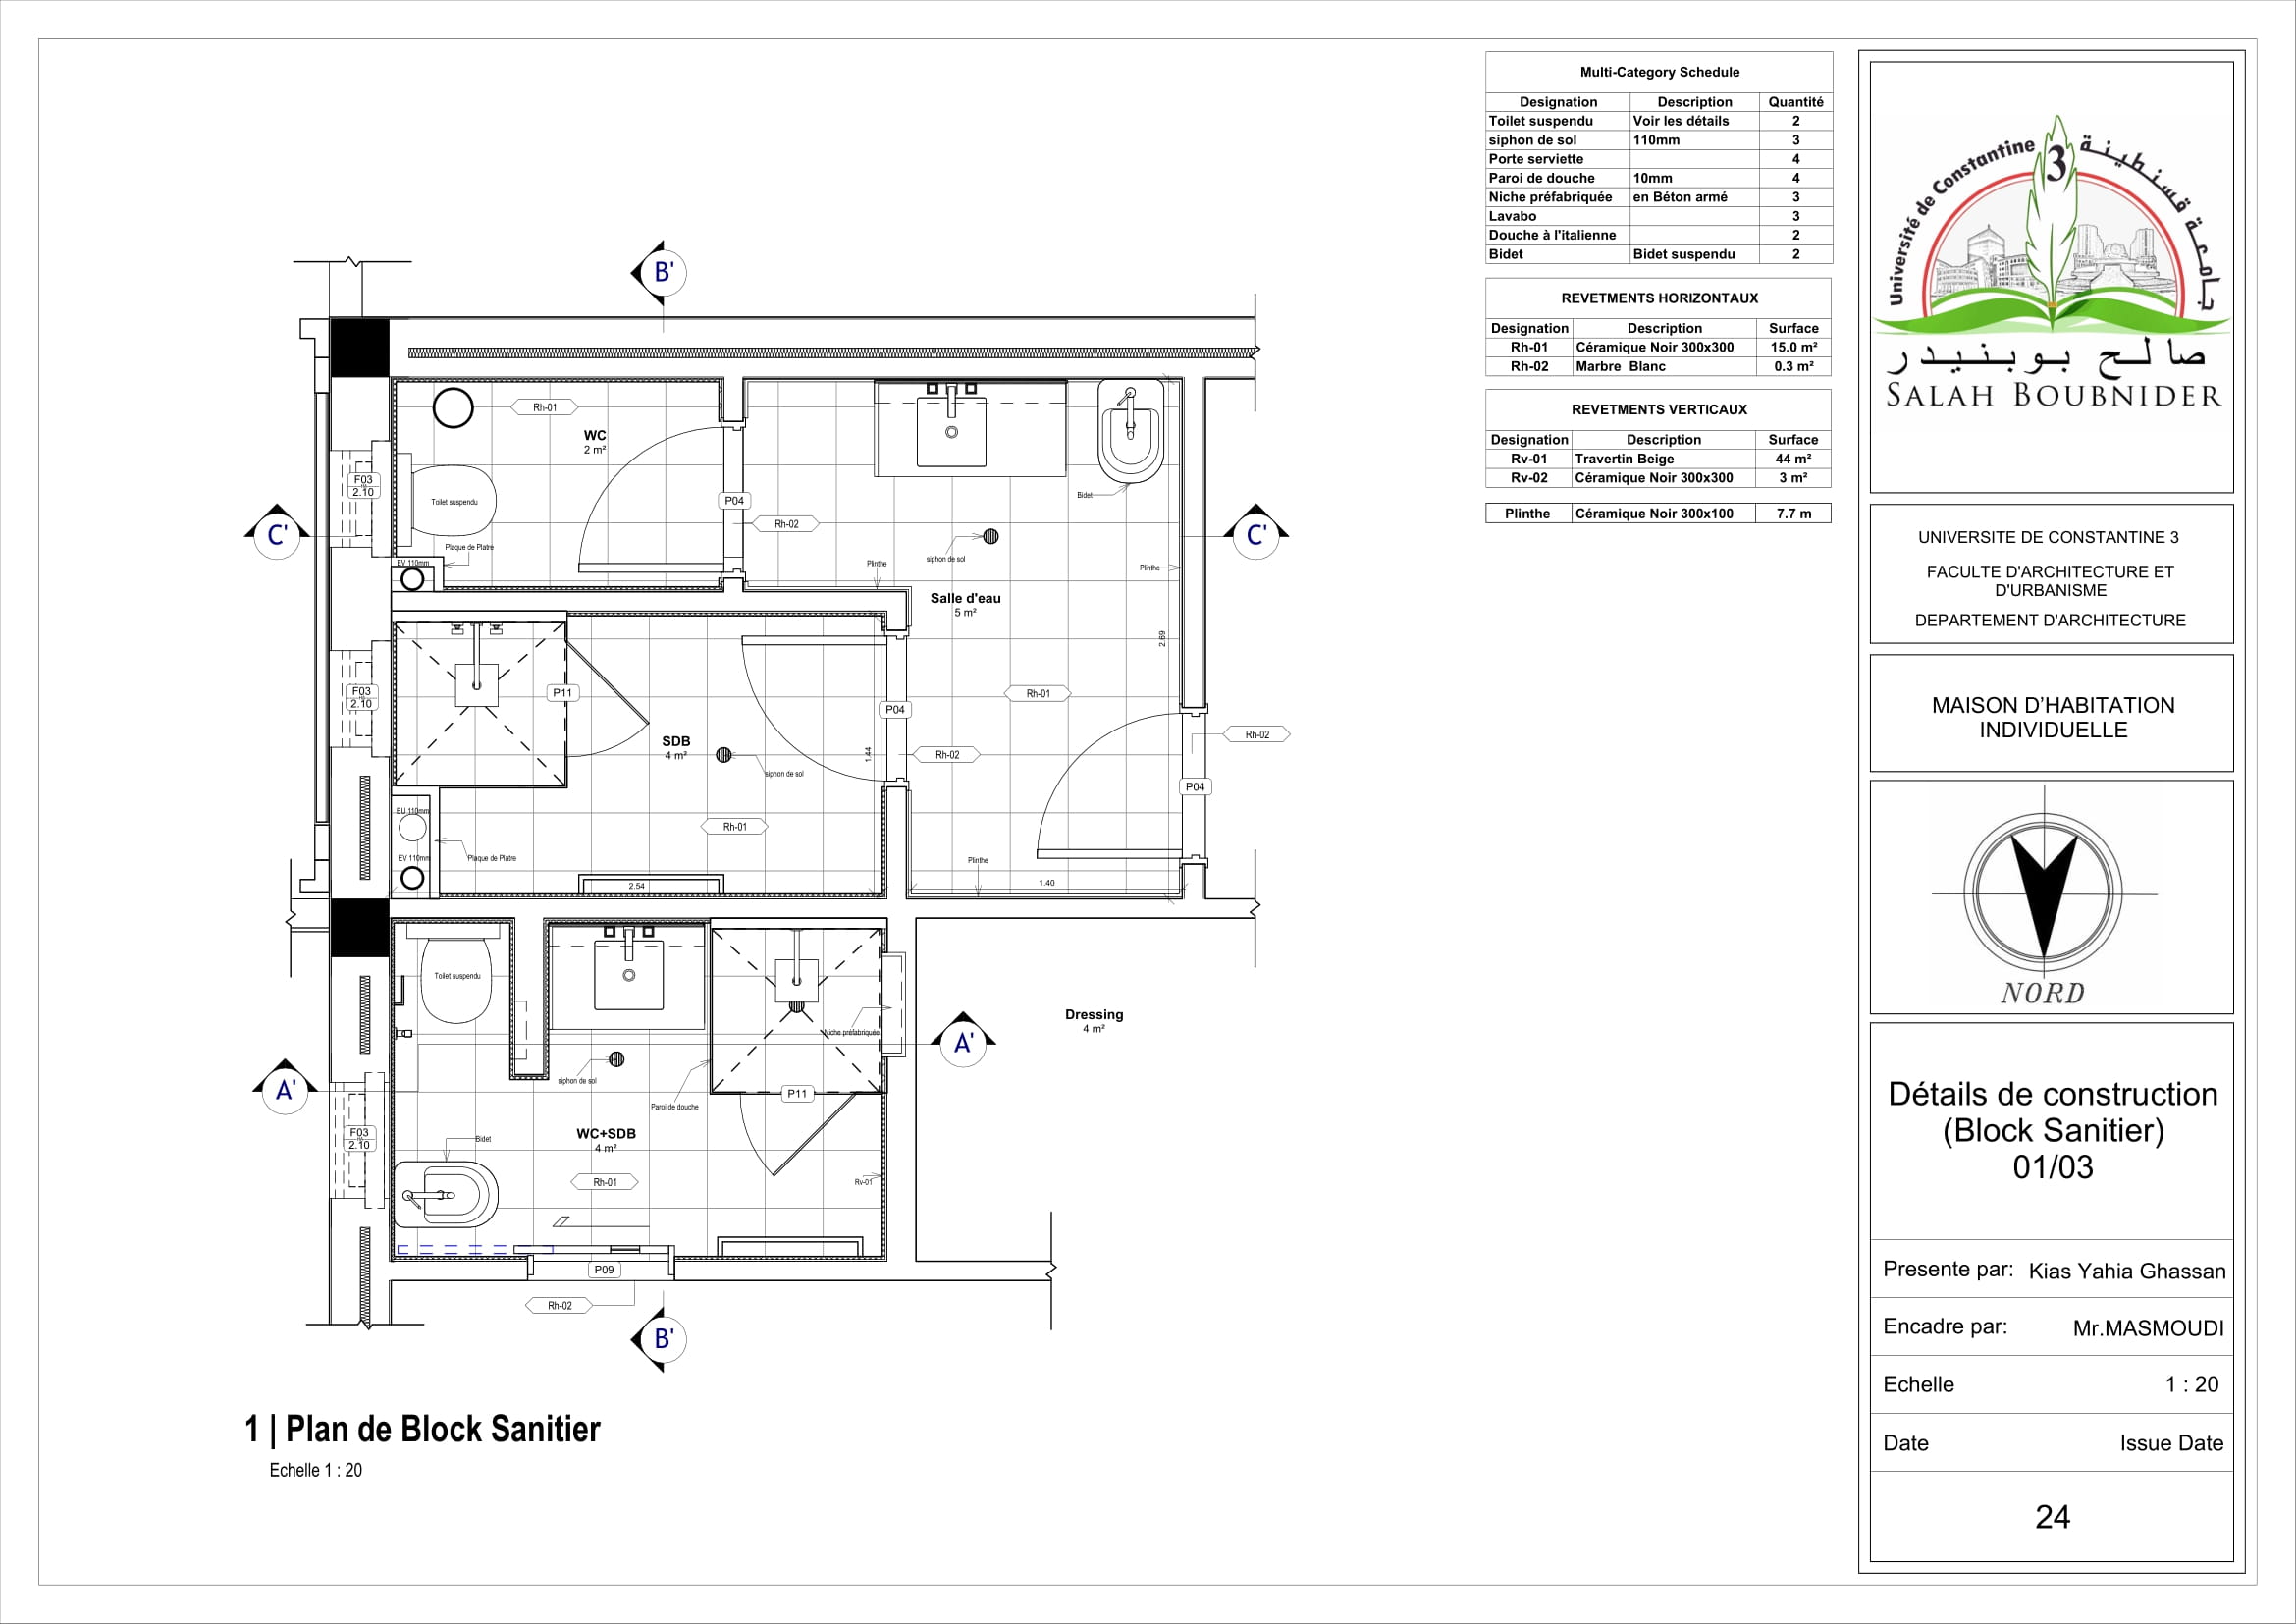 Multi-Category Schedule
Designation Description Quantité
Toilet suspendu Voir les détails 2
siphon de sol 110mm 3
Porte serviette 4
Paroi de douche 10mm 4
Niche préfabriquée en Béton armé 3
Lavabo 3
Douche à l'italienne 2
Bidet Bidet suspendu 2
REVETMENTS HORIZONTAUX
Designation Description Surface
Rh-01 Céramique Noir 300x300 15.0 m²
Rh-02 Marbre Blanc 0.3 m²
REVETMENTS VERTICAUX
Designation Description Surface
Rv-01 Travertin Beige 44 m²
Rv-02 Céramique Noir 300x300 3 m²
Plinthe Céramique Noir 300x100 7.7 m
B'
Rh-01
WC
2 m²
F03
2.10
Toilet suspendu
P04
Rh-02
Bidet
C'
C'
Plaque de Platre
EV 110mm
siphon de sol
Plinthe
Plinthe
Salle d'eau
5 m²
2.69
F03
2.10
P11
Rh-01
P04
SDB
4 m²
1.44
Rh-02
Rh-02
siphon de sol
P04
EU 110mm
Rh-01
EV 110mm
Plaque de Platre
Plinthe
2.54
1.40
Toilet suspendu
Niche préfabriquée
Dressing
4 m²
A'
A'
siphon de sol
P11
Paroi de douche
F03
2.10
WC+SDB
4 m²
Bidet
Rh-01
Rv-01
P09
Rh-02
B'
1 | Plan de Block Sanitier
Echelle 1 : 20
Université de Constantine 3 جامعة قسنطينة
صالح بوبنيدر
SALAH BOUBNIDER
UNIVERSITE DE CONSTANTINE 3
FACULTE D'ARCHITECTURE ET
D'URBANISME
DEPARTEMENT D'ARCHITECTURE
MAISON D'HABITATION
INDIVIDUELLE
NORD
Détails de construction
(Block Sanitier)
01/03
Presente par: Kias Yahia Ghassan
Encadre par: Mr.MASMOUDI
Echelle 1 : 20
Date Issue Date
24